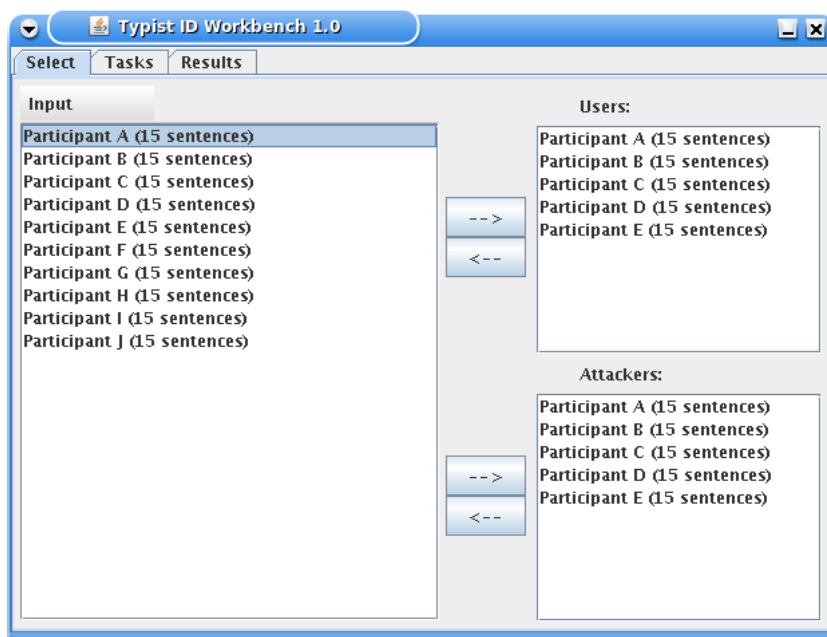 Typist ID Workbench 1.0
Select Tasks Results
Input
Participant A (15 sentences)
Participant B (15 sentences)
Participant C (15 sentences)
Participant D (15 sentences)
Participant E (15 sentences)
Participant F (15 sentences)
Participant G (15 sentences)
Participant H (15 sentences)
Participant I (15 sentences)
Participant J (15 sentences)
-->
<--
-->
<--
Users:
Participant A (15 sentences)
Participant B (15 sentences)
Participant C (15 sentences)
Participant D (15 sentences)
Participant E (15 sentences)
Attackers:
Participant A (15 sentences)
Participant B (15 sentences)
Participant C (15 sentences)
Participant D (15 sentences)
Participant E (15 sentences)